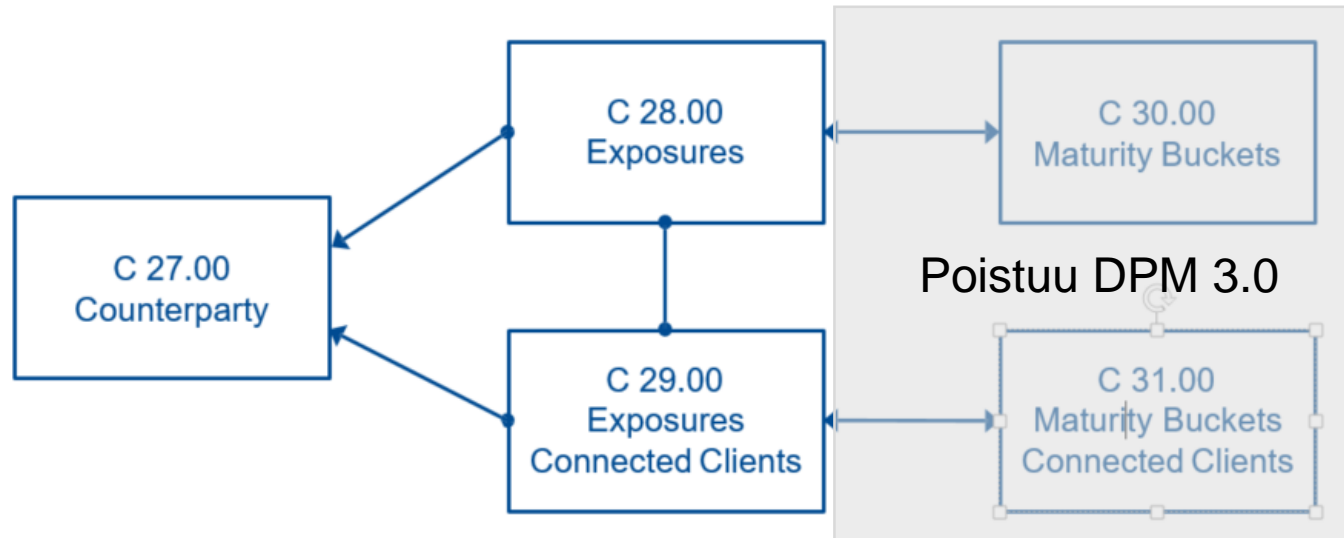 C 28.00
Exposures
C 30.00
Maturity Buckets
C 27.00
Counterparty
Poistuu DPM 3.0
C 29.00
Exposures
Connected Clients
C 31.00
Maturity Buckets
Connected Clients